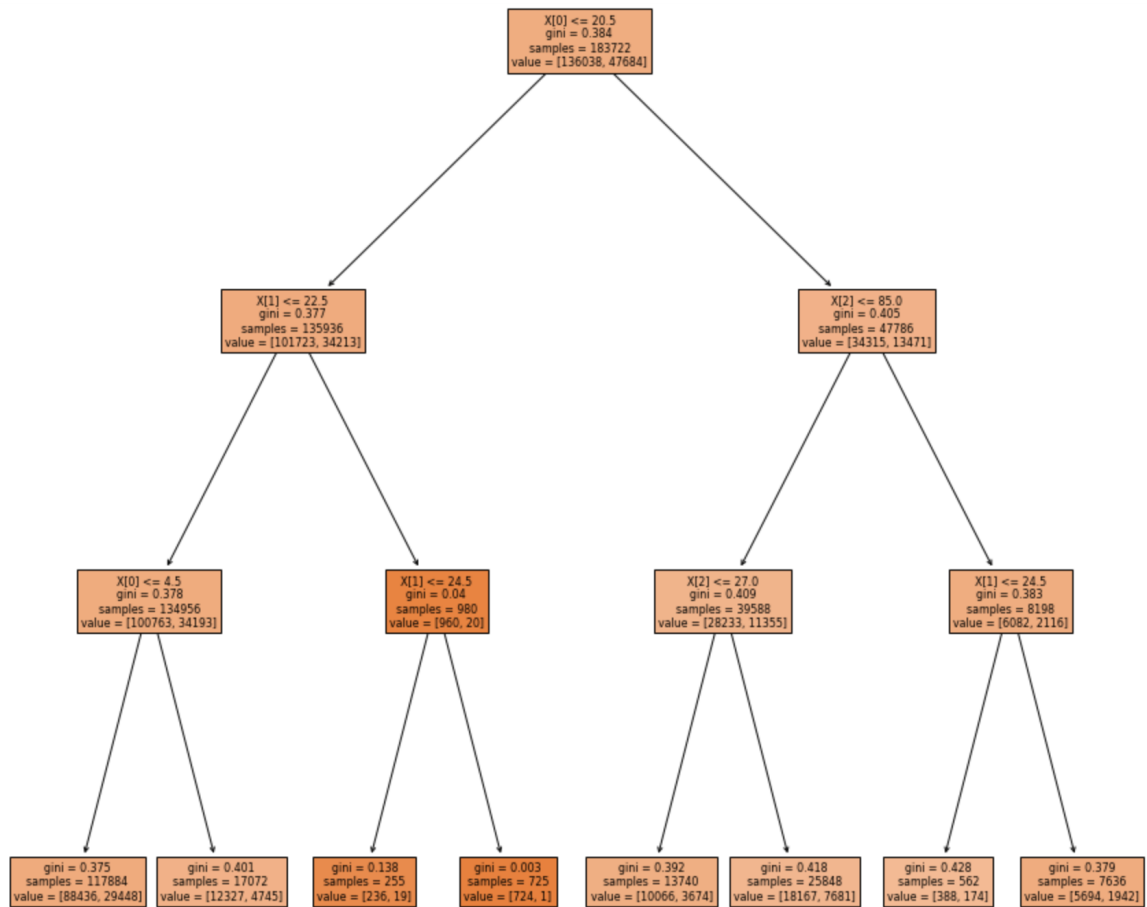 X[0] <= 20.5
gini = 0.384
samples = 183722
value = [136038, 47684]
X[1] <= 22.5
gini = 0.377
samples = 135936
value = [101723, 34213]
X[2] <= 85.0
gini = 0.405
samples = 47786
value = [34315, 13471]
X[0] <= 4.5
gini = 0.378
samples = 134956
value = [100763, 34193]
X[1] <= 24.5
gini = 0.04
samples = 980
value = [960, 20]
X[2] <= 27.0
gini = 0.409
samples = 39588
value = [28233, 11355]
X[1] <= 24.5
gini = 0.383
samples = 8198
value = [6082, 2116]
gini = 0.375
samples = 117884
value = [88436, 29448]
gini = 0.401
samples = 17072
value = [12327, 4745]
gini = 0.138
samples = 255
value = [236, 19]
gini = 0.003
samples = 725
value = [724, 1]
gini = 0.392
samples = 13740
value = [10066, 3674]
gini = 0.418
samples = 25848
value = [18167, 7681]
gini = 0.428
samples = 562
value = [388, 174]
gini = 0.379
samples = 7636
value = [5694, 1942]